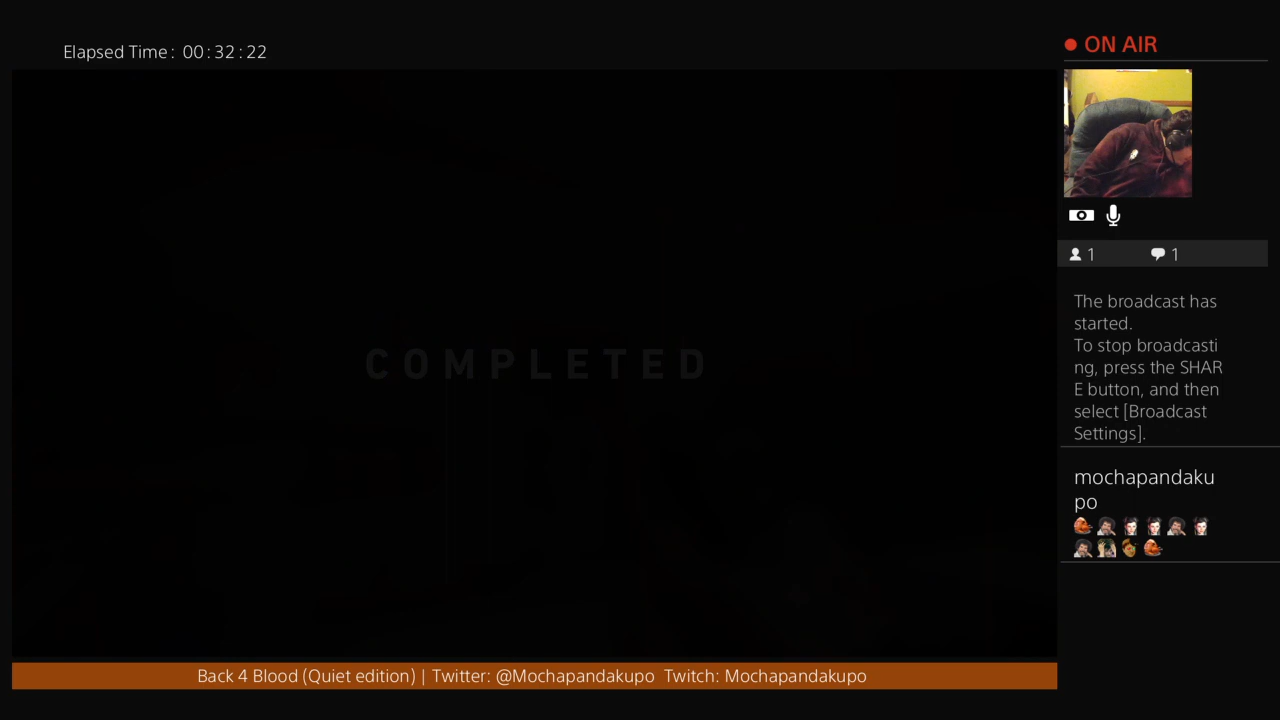 Elapsed Time: 00:32:22
ON AIR
1 1
The broadcast has
started.
To stop broadcasti
ng, press the SHAR
E button, and then
select [Broadcast
Settings].
mochapandaku
po
COMPLETED
Back 4 Blood (Quiet edition) | Twitter: @Mochapandakupo Twitch: Mochapandakupo